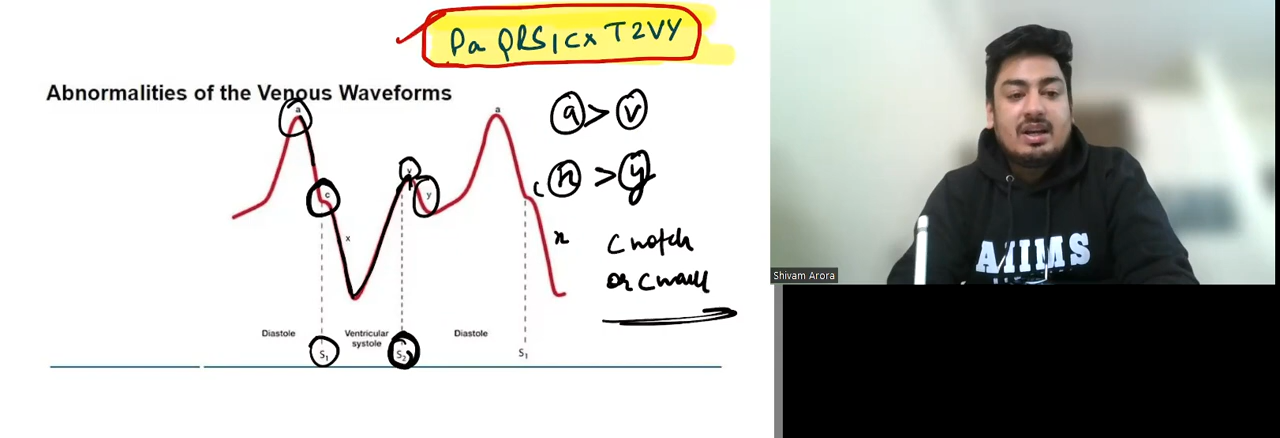 Pa QRS1Cx T2VY
Abnormalities of the Venous Waveforms
a
c
x
v
y
a
c
x
a > v
x > y
C notch
or C wave
Diastole
Ventricular
systole
Diastole
S1
S2
S1
AIIMS
Shivam Arora